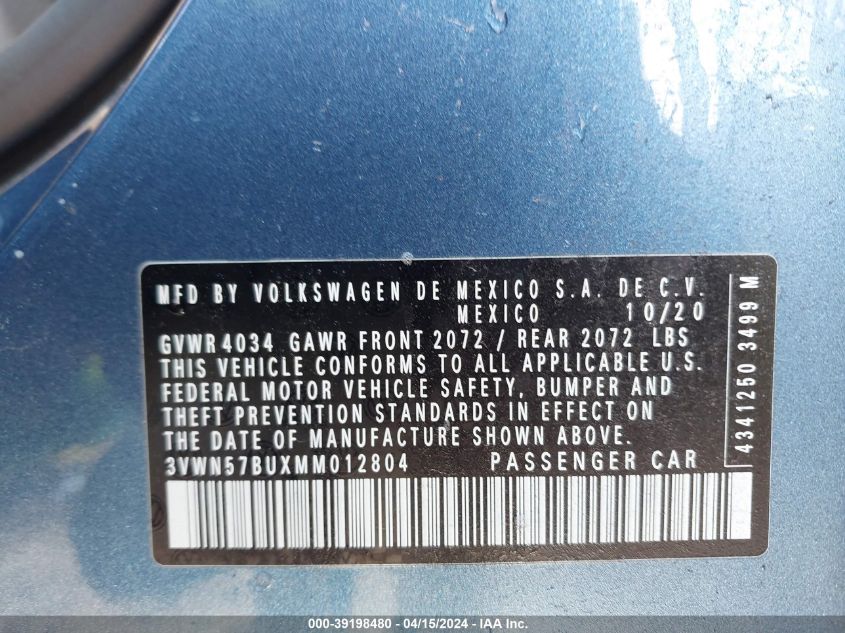 MFD BY VOLKSWAGEN DE MEXICO S.A. DE C.V.
MEXICO 10/20
GVWR 4034 GAWR FRONT 2072 / REAR 2072 LBS
THIS VEHICLE CONFORMS TO ALL APPLICABLE U.S.
FEDERAL MOTOR VEHICLE SAFETY, BUMPER AND
THEFT PREVENTION STANDARDS IN EFFECT ON
THE DATE OF MANUFACTURE SHOWN ABOVE.
3VWN57BUXMM012804 PASSENGER CAR
4341250 3499 M
000-39198480 - 04/15/2024 - IAA Inc.